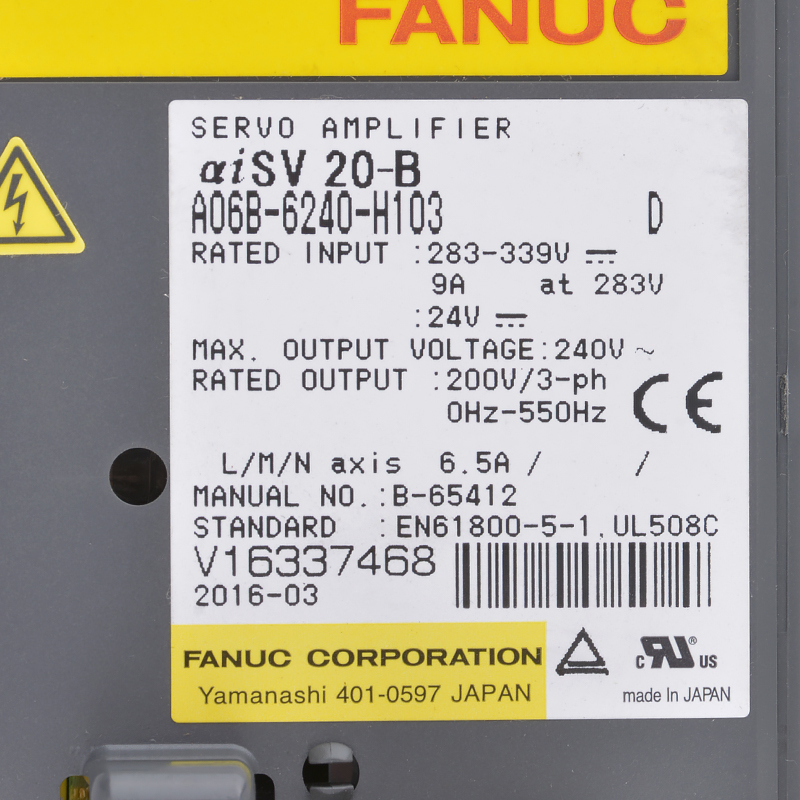 FANUC
SERVO AMPLIFIER
αiSV 20-B
A06B-6240-H103 D
RATED INPUT :283-339V ⎓
9A at 283V
:24V ⎓
MAX. OUTPUT VOLTAGE:240V ~
RATED OUTPUT :200V/3-ph
0Hz-550Hz
CE
L/M/N axis 6.5A / /
MANUAL NO.:B-65412
STANDARD :EN61800-5-1,UL508C
V16337468
2016-03
FANUC CORPORATION
Yamanashi 401-0597 JAPAN
c RU® US
made In JAPAN